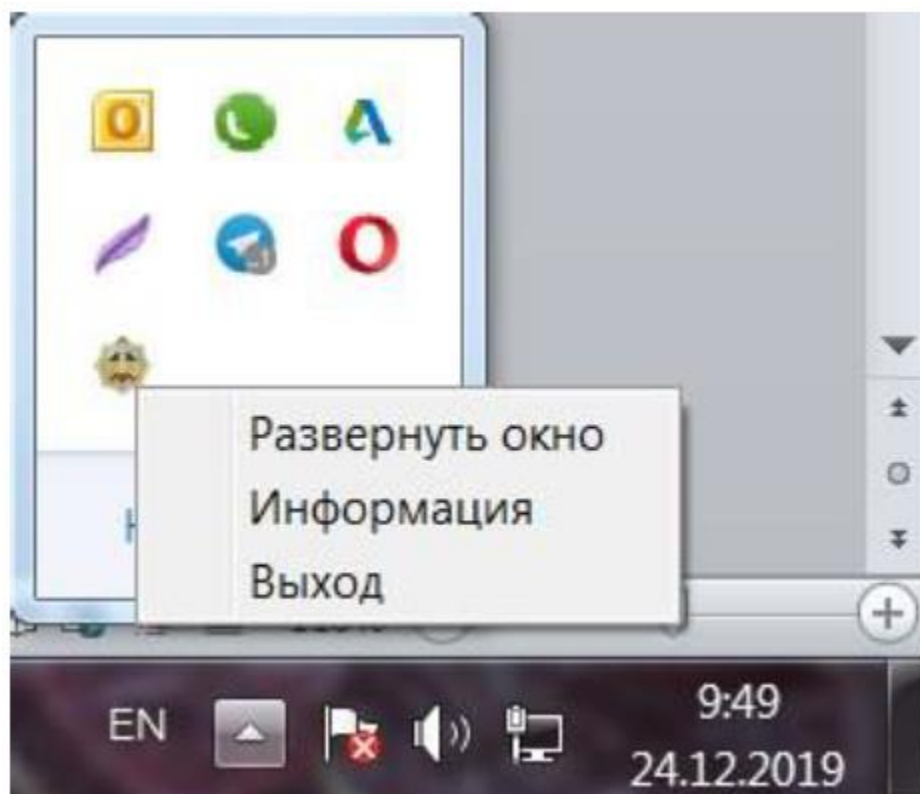 Развернуть окно
Информация
Выход
EN
9:49
24.12.2019